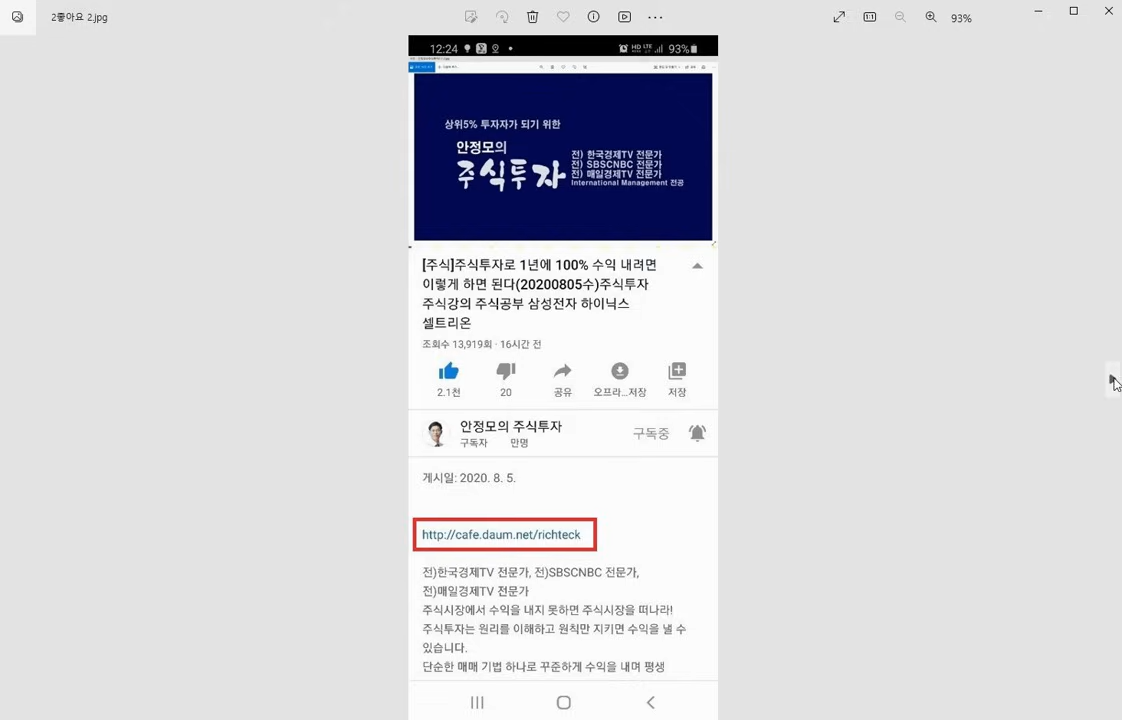 2좋아요 2.jpg
93%
12:24
HD LTE
93%
상위5% 투자자가 되기 위한
안정모의
주식투자
전) 한국경제TV 전문가
전) SBSCNBC 전문가
전) 매일경제TV 전문가
International Management 전공
[주식]주식투자로 1년에 100% 수익 내려면
이렇게 하면 된다(20200805수)주식투자
주식강의 주식공부 삼성전자 하이닉스
셀트리온
조회수 13,919회 · 16시간 전
2.1천
20
공유
오프라...저장
저장
안정모의 주식투자
구독자 만명
구독중
게시일: 2020. 8. 5.
http://cafe.daum.net/richteck
전)한국경제TV 전문가, 전)SBSCNBC 전문가,
전)매일경제TV 전문가
주식시장에서 수익을 내지 못하면 주식시장을 떠나라!
주식투자는 원리를 이해하고 원칙만 지키면 수익을 낼 수
있습니다.
단순한 매매 기법 하나로 꾸준하게 수익을 내며 평생